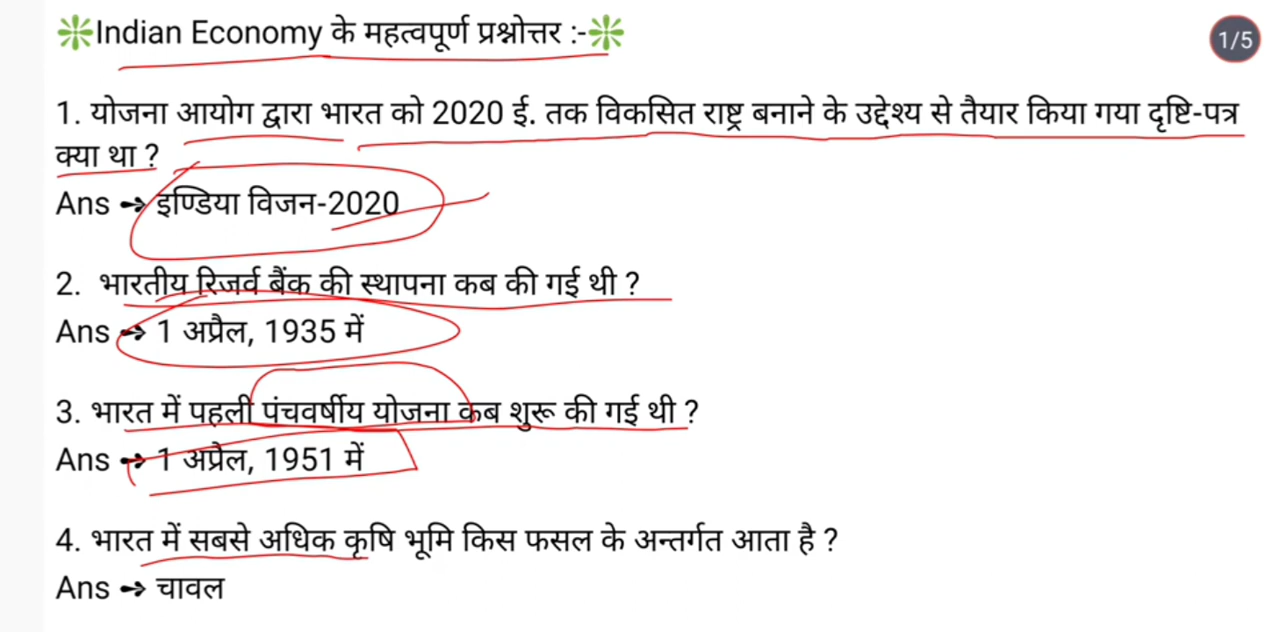 ❇️Indian Economy के महत्वपूर्ण प्रश्नोत्तर :-❇️
1/5
1. योजना आयोग द्वारा भारत को 2020 ई. तक विकसित राष्ट्र बनाने के उद्देश्य से तैयार किया गया दृष्टि-पत्र
क्या था ?
Ans ➺ इण्डिया विजन-2020
2. भारतीय रिजर्व बैंक की स्थापना कब की गई थी ?
Ans ➺ 1 अप्रैल, 1935 में
3. भारत में पहली पंचवर्षीय योजना कब शुरू की गई थी ?
Ans ➺ 1 अप्रैल, 1951 में
4. भारत में सबसे अधिक कृषि भूमि किस फसल के अन्तर्गत आता है ?
Ans ➺ चावल